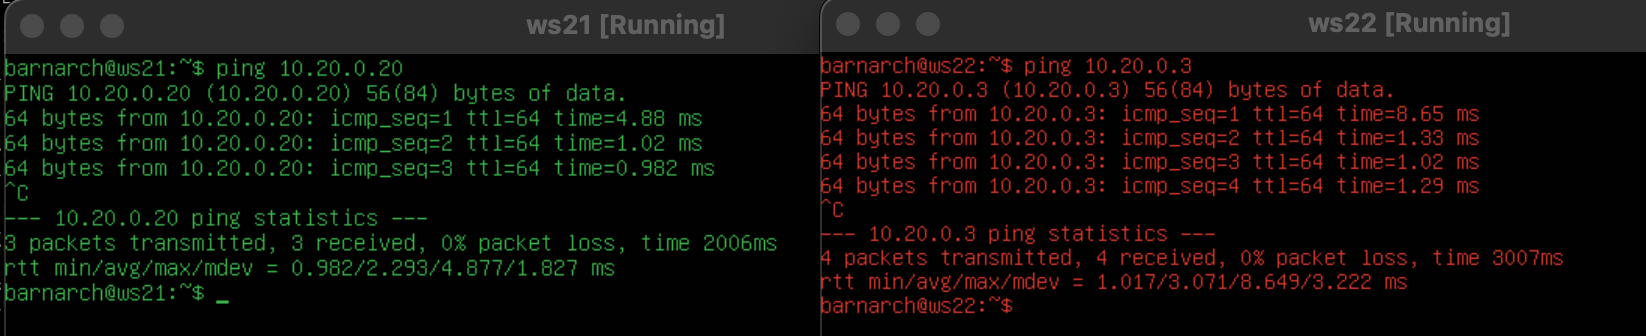 ws21 [Running]
barnarch@ws21:~$ ping 10.20.0.20
PING 10.20.0.20 (10.20.0.20) 56(84) bytes of data.
64 bytes from 10.20.0.20: icmp_seq=1 ttl=64 time=4.88 ms
64 bytes from 10.20.0.20: icmp_seq=2 ttl=64 time=1.02 ms
64 bytes from 10.20.0.20: icmp_seq=3 ttl=64 time=0.982 ms
^C
--- 10.20.0.20 ping statistics ---
3 packets transmitted, 3 received, 0% packet loss, time 2006ms
rtt min/avg/max/mdev = 0.982/2.293/4.877/1.827 ms
barnarch@ws21:~$ _
ws22 [Running]
barnarch@ws22:~$ ping 10.20.0.3
PING 10.20.0.3 (10.20.0.3) 56(84) bytes of data.
64 bytes from 10.20.0.3: icmp_seq=1 ttl=64 time=8.65 ms
64 bytes from 10.20.0.3: icmp_seq=2 ttl=64 time=1.33 ms
64 bytes from 10.20.0.3: icmp_seq=3 ttl=64 time=1.02 ms
64 bytes from 10.20.0.3: icmp_seq=4 ttl=64 time=1.29 ms
^C
--- 10.20.0.3 ping statistics ---
4 packets transmitted, 4 received, 0% packet loss, time 3007ms
rtt min/avg/max/mdev = 1.017/3.071/8.649/3.222 ms
barnarch@ws22:~$